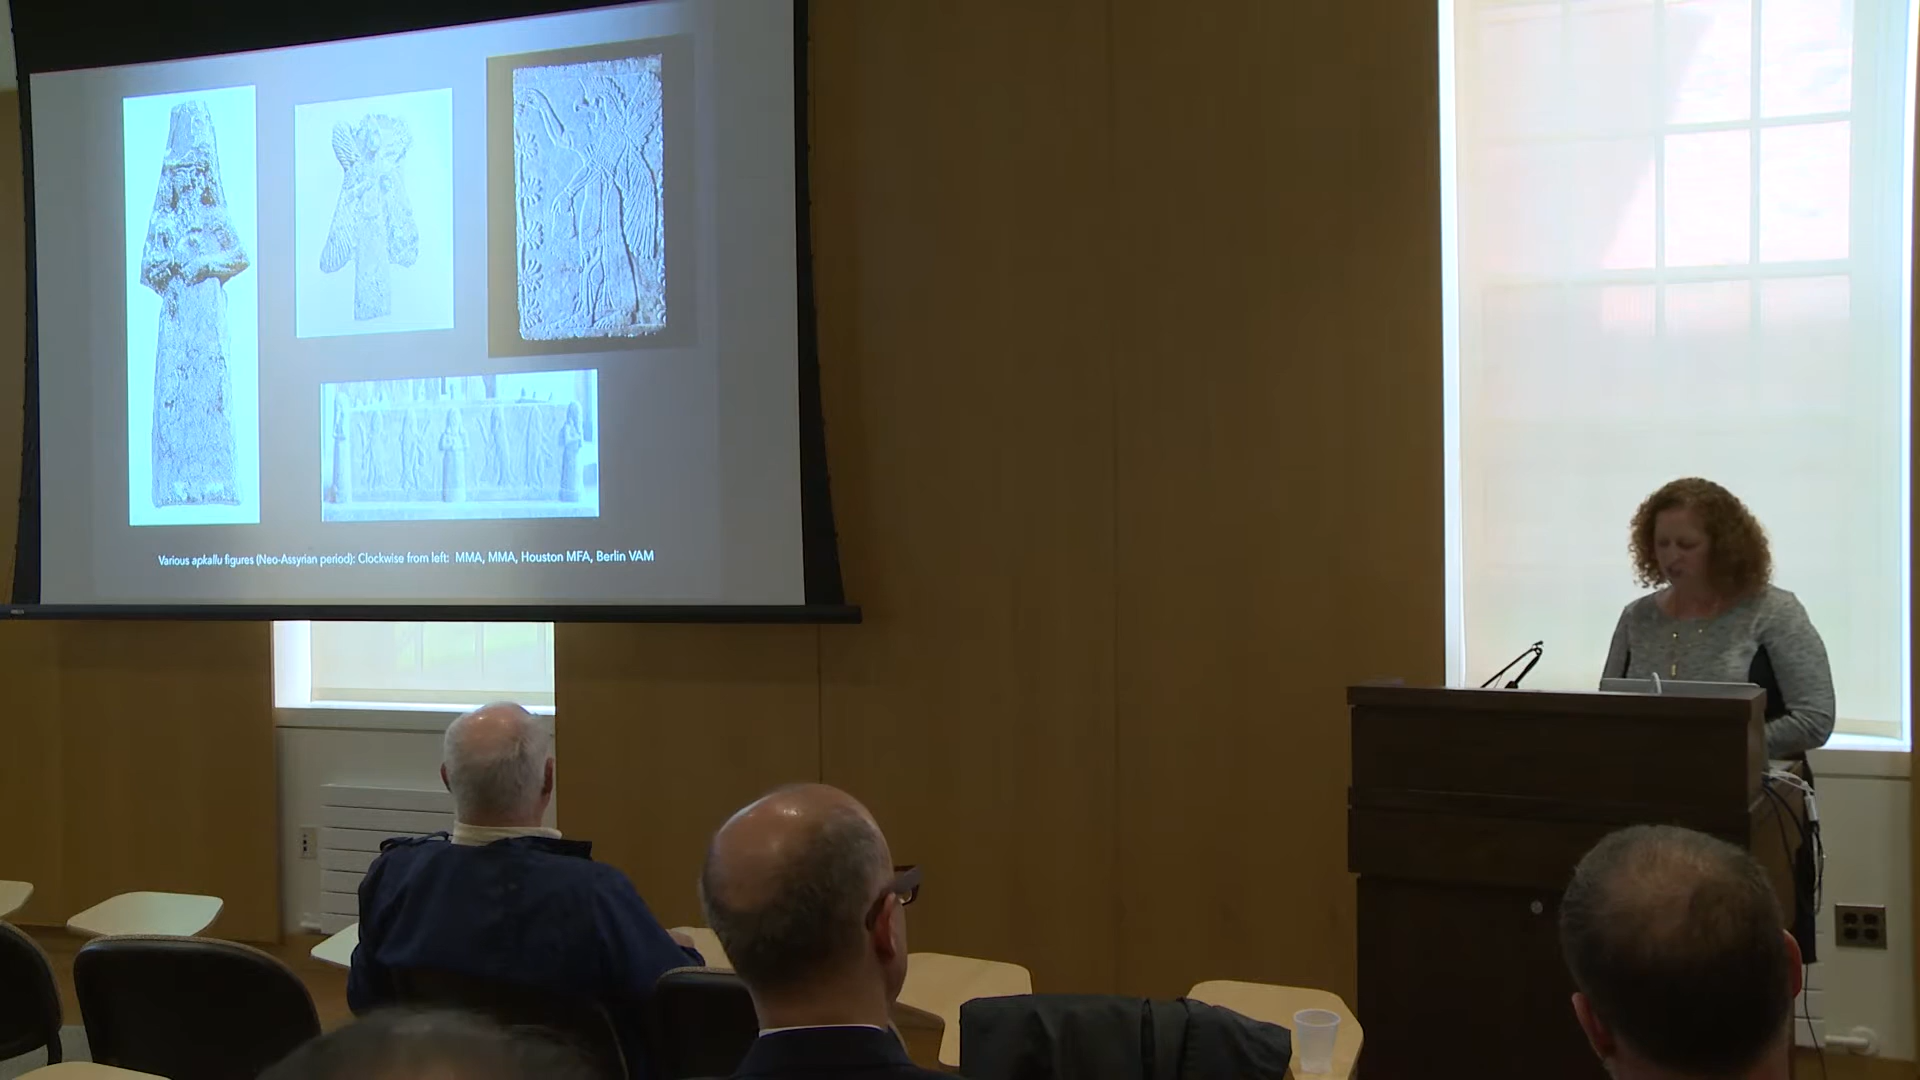 Various apkallu figures (Neo-Assyrian period): Clockwise from left:  MMA, MMA, Houston MFA, Berlin VAM